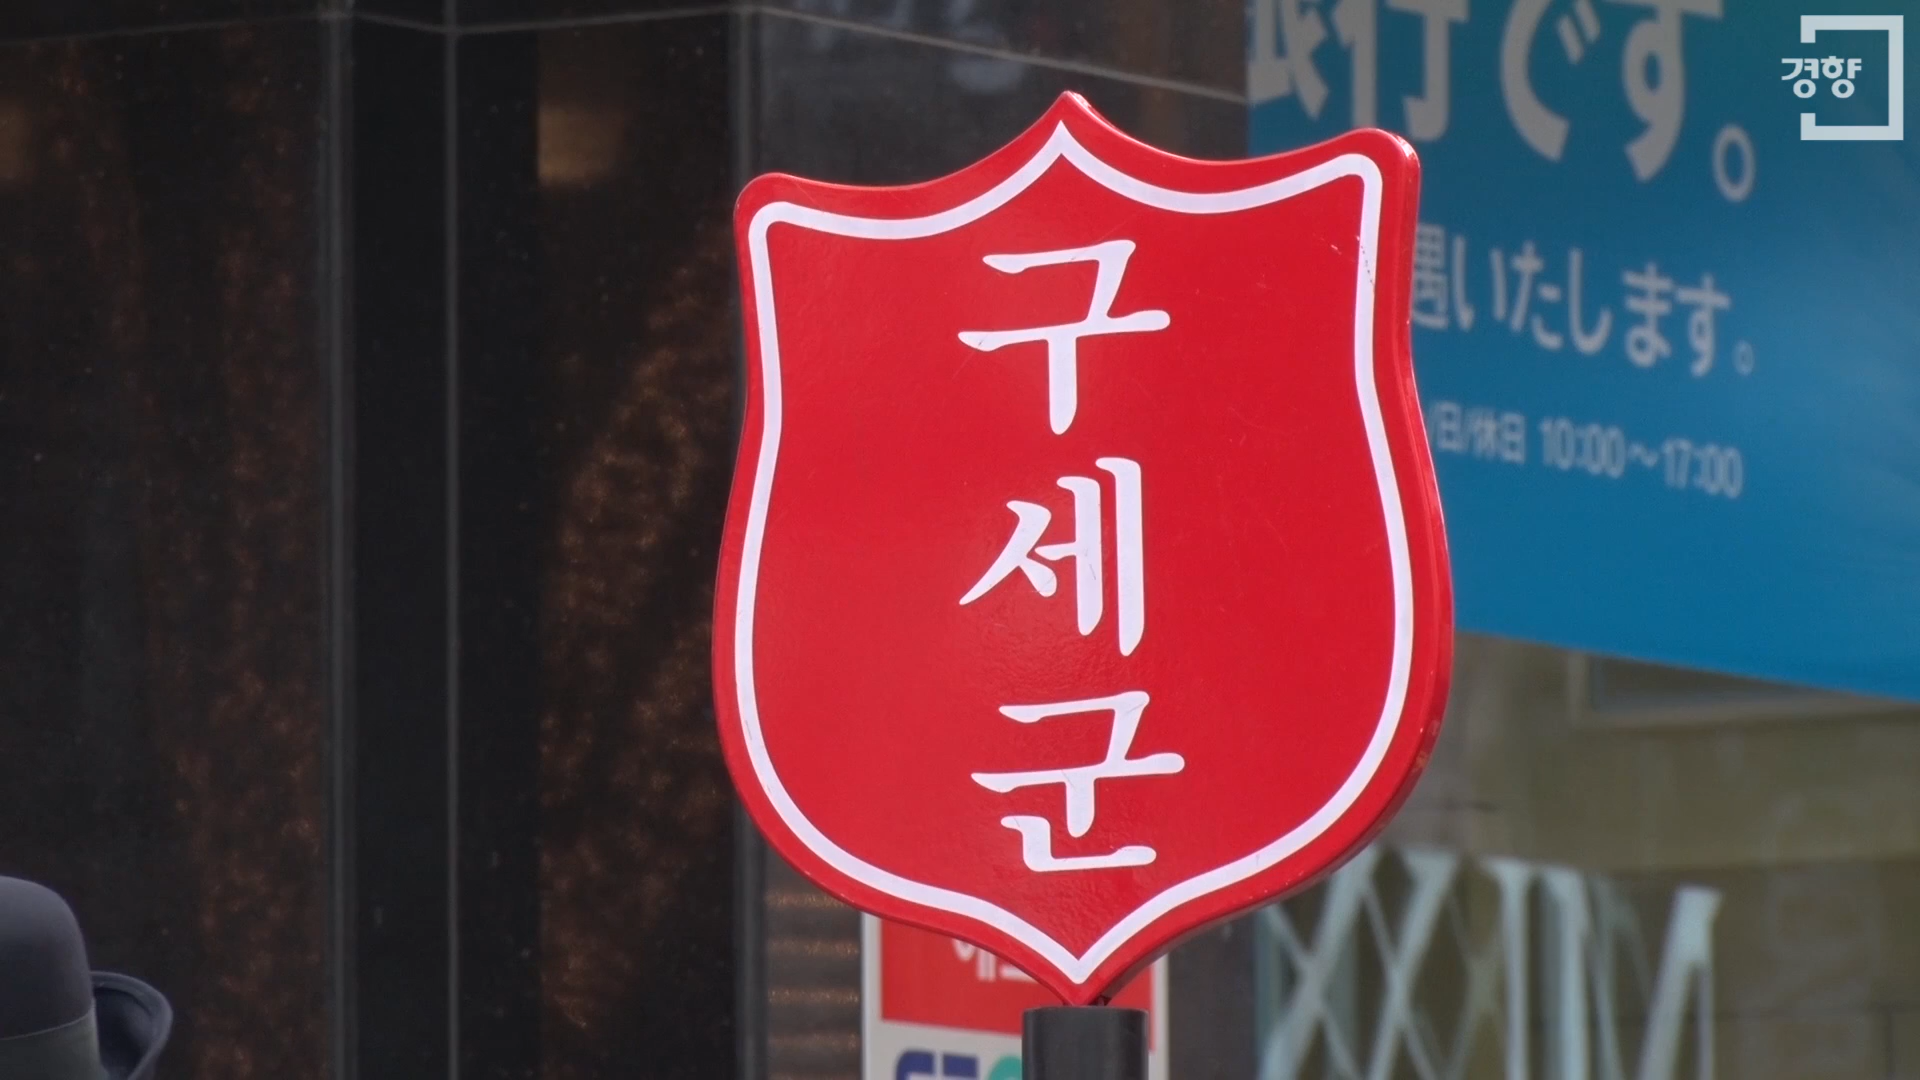 구
세
군
行です。
遇いたします。
/日/休日 10:00～17:00
경향